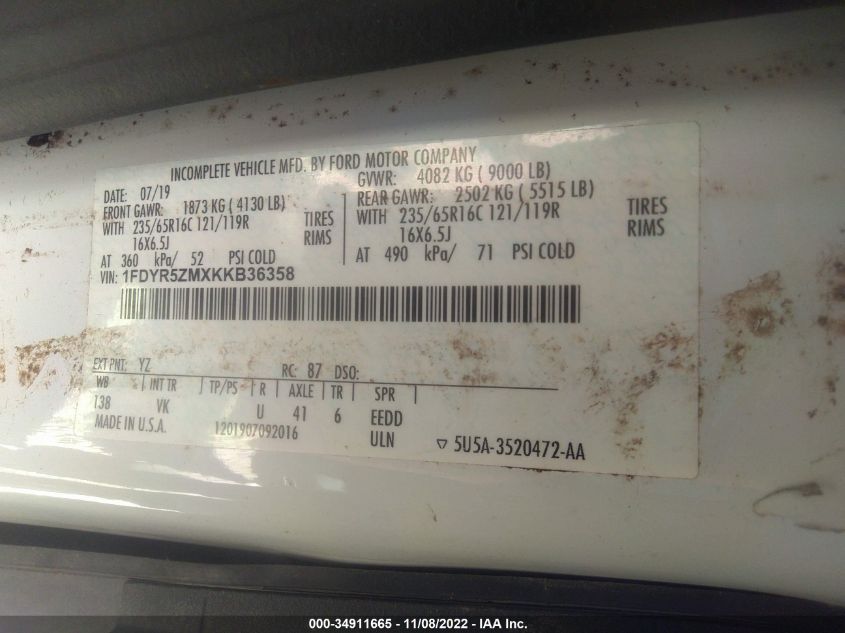 INCOMPLETE VEHICLE MFD. BY FORD MOTOR COMPANY
DATE: 07/19
GVWR: 4082 KG ( 9000 LB)
FRONT GAWR: 1873 KG ( 4130 LB)
REAR GAWR: 2502 KG ( 5515 LB)
WITH 235/65R16C 121/119R TIRES
WITH 235/65R16C 121/119R TIRES
16X6.5J RIMS
16X6.5J RIMS
AT 360 kPa/ 52 PSI COLD
AT 490 kPa/ 71 PSI COLD
VIN: 1FDYR5ZMXKKB36358
EXT PNT: YZ RC: 87 DSO:
WB INT TR TP/PS R AXLE TR SPR
138 VK U 41 6 EEDD
MADE IN U.S.A. 1201907092016 ULN
▽ 5U5A-3520472-AA
000-34911665 - 11/08/2022 - IAA Inc.